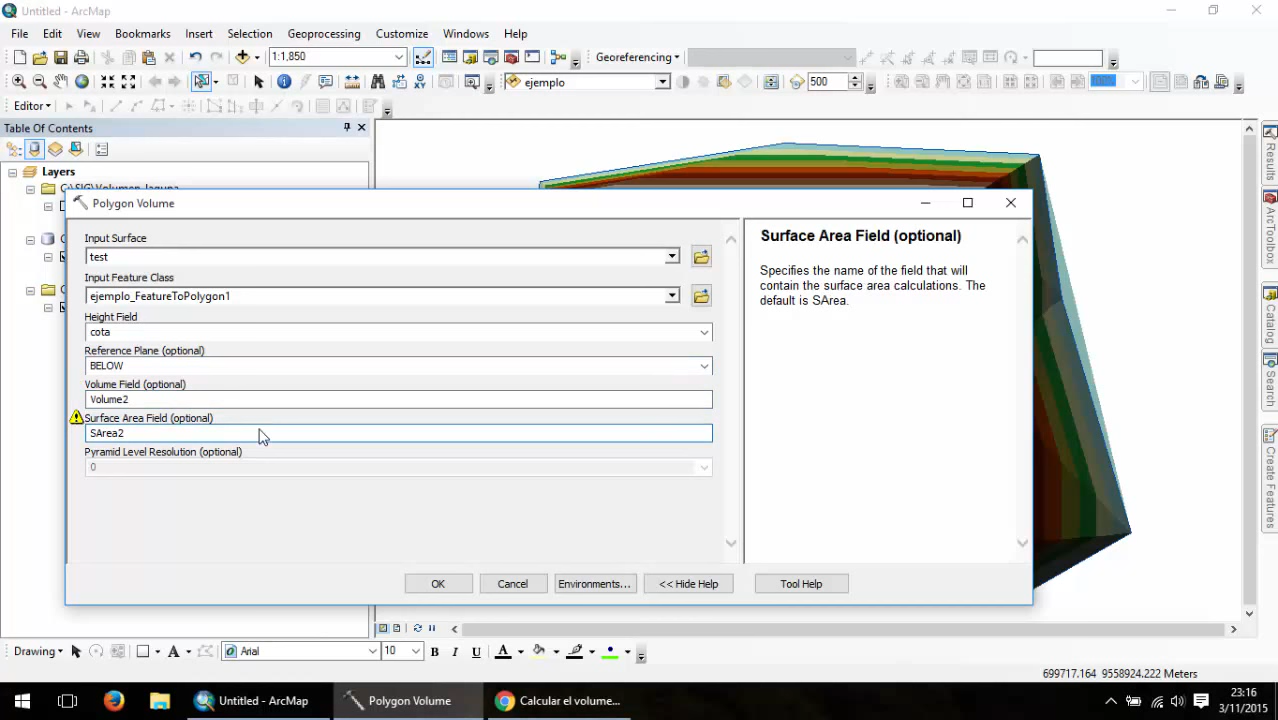 Untitled - ArcMap
File Edit View Bookmarks Insert Selection Geoprocessing Customize Windows Help
1:1,850 Georeferencing
ejemplo 500
Editor
Table Of Contents
Layers
Polygon Volume
Input Surface
test
Input Feature Class
ejemplo_FeatureToPolygon1
Height Field
cota
Reference Plane (optional)
BELOW
Volume Field (optional)
Volume2
Surface Area Field (optional)
SArea2
Pyramid Level Resolution (optional)
0
OK Cancel Environments... << Hide Help Tool Help
Surface Area Field (optional)
Specifies the name of the field that will
contain the surface area calculations. The
default is SArea.
Results
ArcToolbox
Catalog
Search
Create Features
Drawing Arial 10 B I U A
699717.164 9558924.222 Meters
Untitled - ArcMap Polygon Volume Calcular el volume...
23:16
3/11/2015